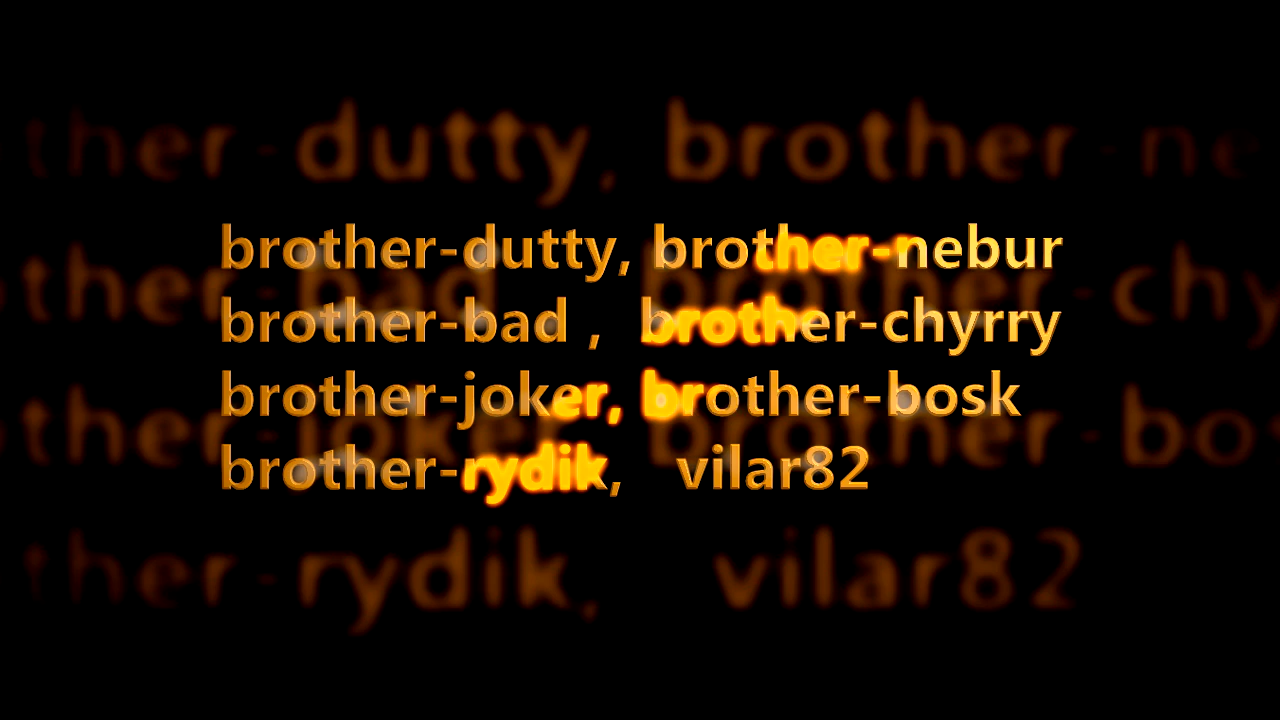 brother-dutty, brother-nebur
brother-bad , brother-chyrry
brother-joker, brother-bosk
brother-rydik, vilar82